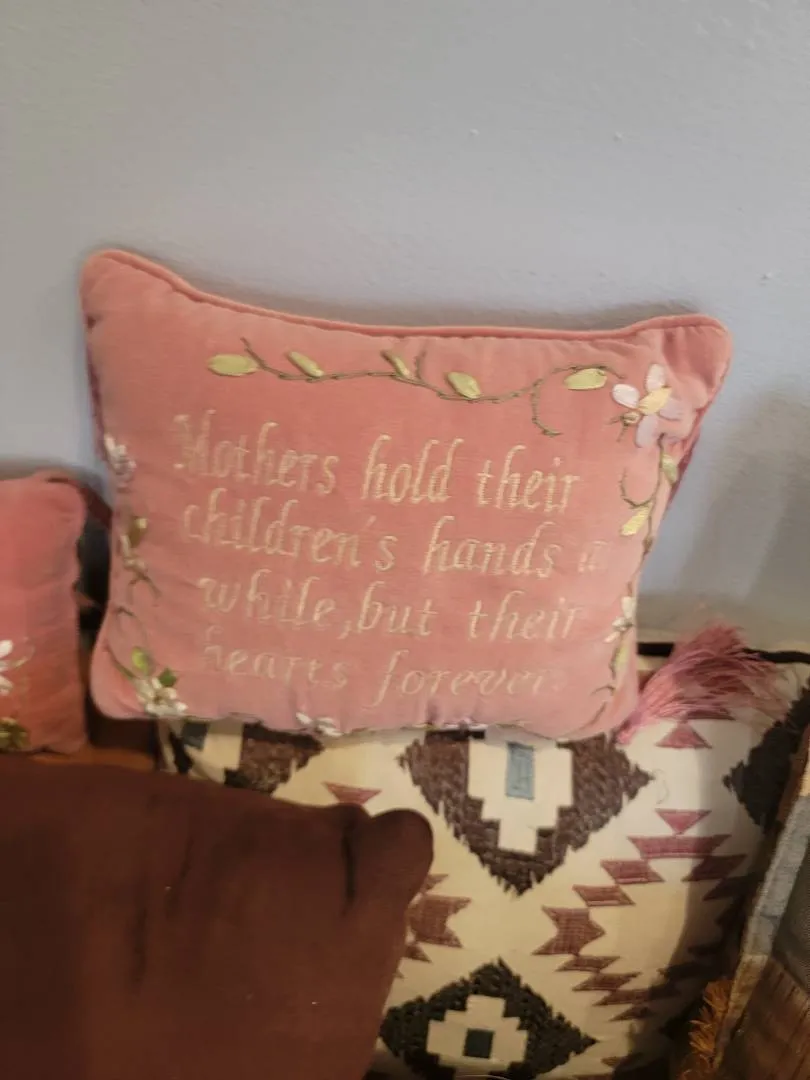 Mothers hold their
children's hands a
while, but their
hearts forever.